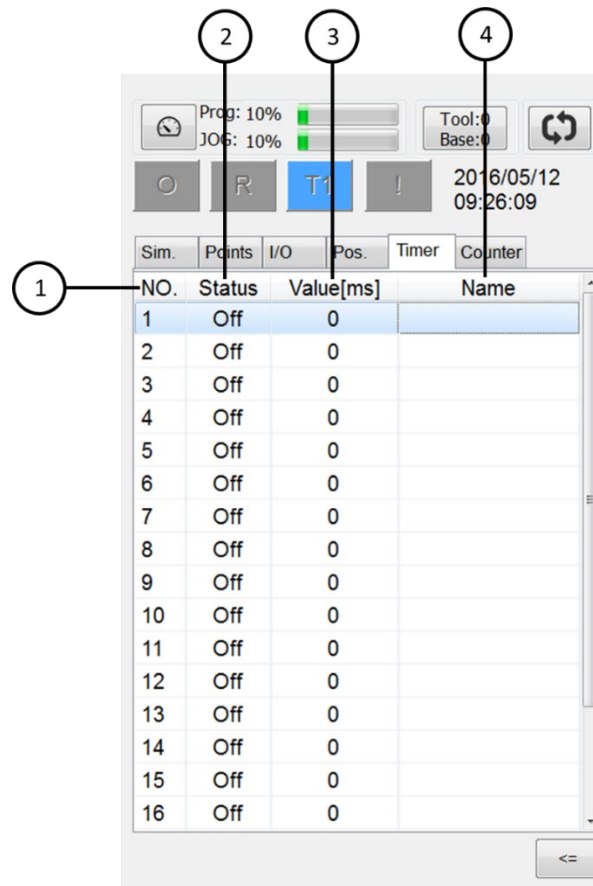 2 3 4
Prog: 10%
JOG: 10%
Tool:0
Base:0
O R T1 !
2016/05/12
09:26:09
Sim. Points I/O Pos. Timer Counter
1
NO. Status Value[ms] Name
1 Off 0
2 Off 0
3 Off 0
4 Off 0
5 Off 0
6 Off 0
7 Off 0
8 Off 0
9 Off 0
10 Off 0
11 Off 0
12 Off 0
13 Off 0
14 Off 0
15 Off 0
16 Off 0
<=